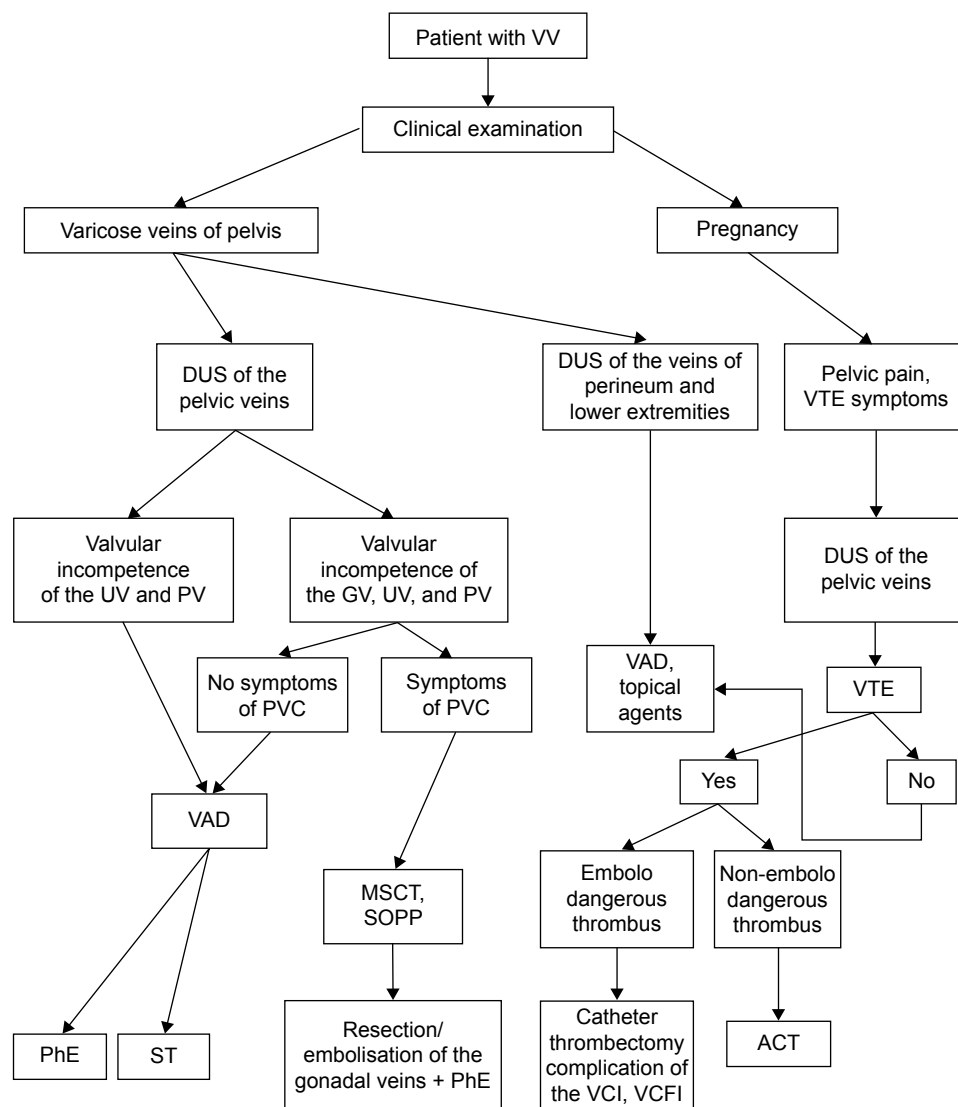 Patient with VV
Clinical examination
Varicose veins of pelvis
Pregnancy
DUS of the
pelvic veins
DUS of the veins of
perineum and
lower extremities
Pelvic pain,
VTE symptoms
Valvular
incompetence
of the UV and PV
Valvular
incompetence of
the GV, UV, and PV
DUS of the
pelvic veins
No symptoms
of PVC
Symptoms
of PVC
VAD,
topical
agents
VTE
Yes
No
VAD
MSCT,
SOPP
Embolo
dangerous
thrombus
Non-embolo
dangerous
thrombus
PhE
ST
Resection/
embolisation of the
gonadal veins + PhE
Catheter
thrombectomy
complication of
the VCI, VCFI
ACT